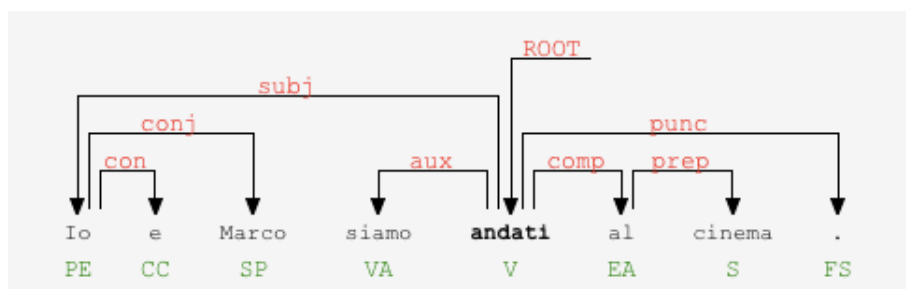 ROOT
subj
conj punc
con aux comp prep
Io e Marco siamo andati al cinema .
PE CC SP VA V EA S FS